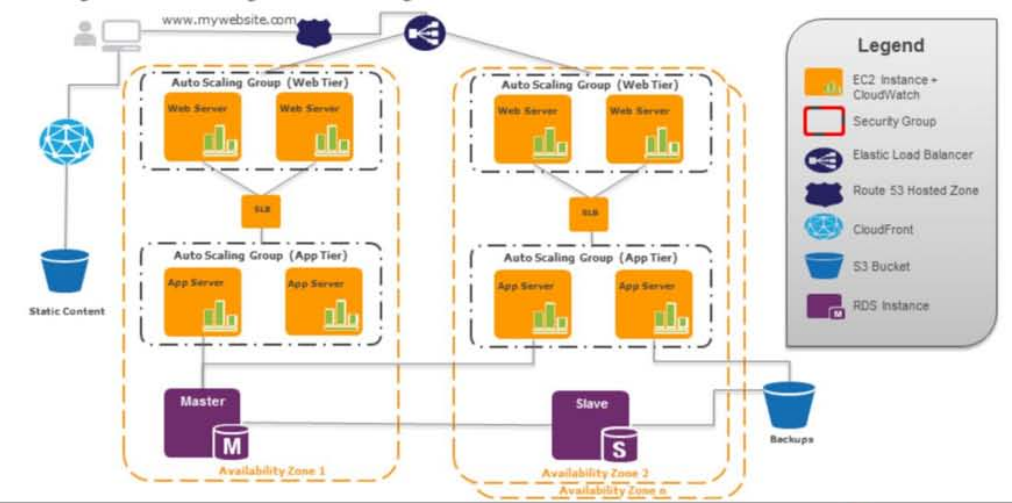 www.mywebsite.com
Auto Scaling Group (Web Tier)
Web Server
Web Server
SLB
Auto Scaling Group (App Tier)
App Server
App Server
Master
M
Availability Zone 1
Auto Scaling Group (Web Tier)
Web Server
Web Server
SLB
Auto Scaling Group (App Tier)
App Server
App Server
Slave
S
Availability Zone 2
Availability Zone n
Static Content
Backups
Legend
EC2 Instance +
CloudWatch
Security Group
Elastic Load Balancer
Route 53 Hosted Zone
CloudFront
S3 Bucket
M
RDS Instance